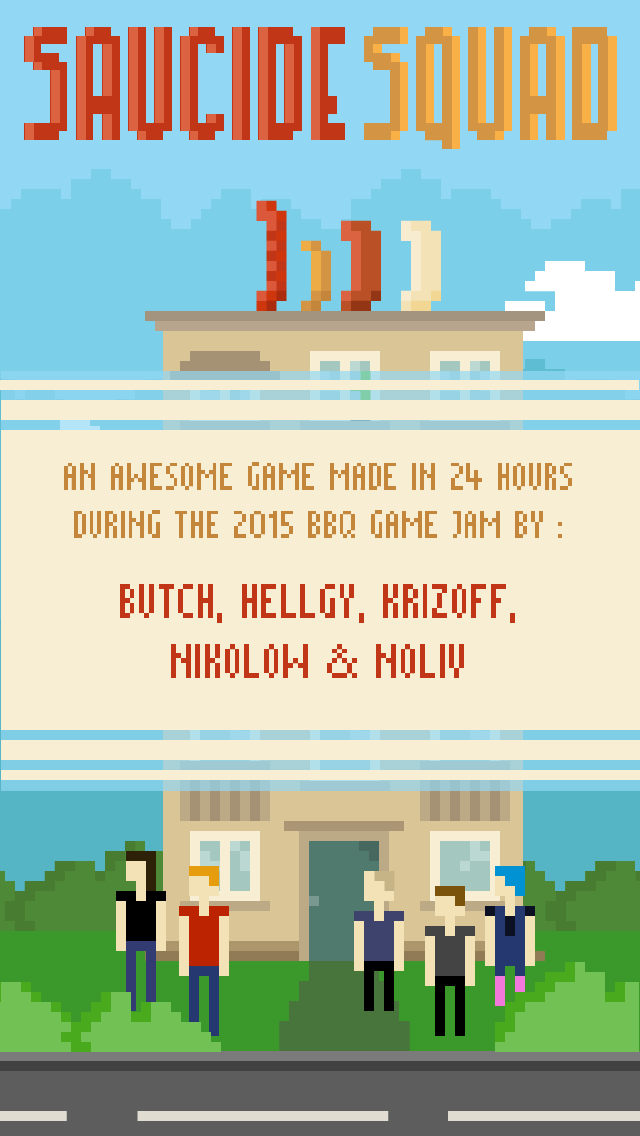 SAUCIDE SQUAD
AN AWESOME GAME MADE IN 24 HOURS
DURING THE 2015 BBQ GAME JAM BY :
BUTCH, HELLGY, KRIZOFF,
NIKOLOW & NOLIV